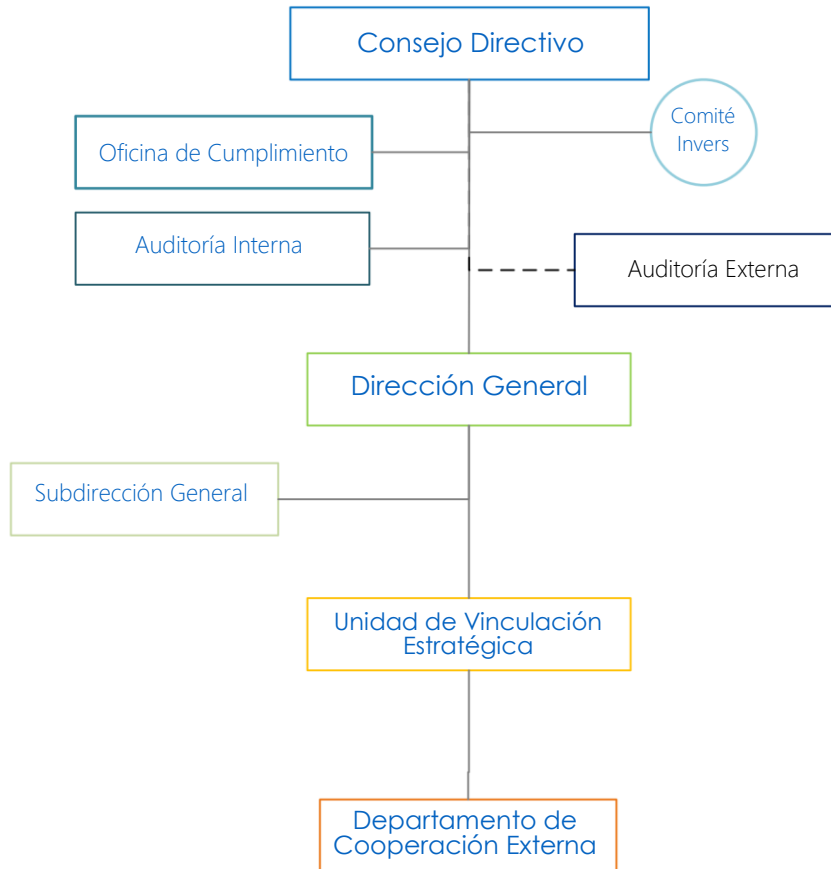 Consejo Directivo
Comité
Invers
Oficina de Cumplimiento
Auditoría Interna
Auditoría Externa
Dirección General
Subdirección General
Unidad de Vinculación
Estratégica
Departamento de
Cooperación Externa